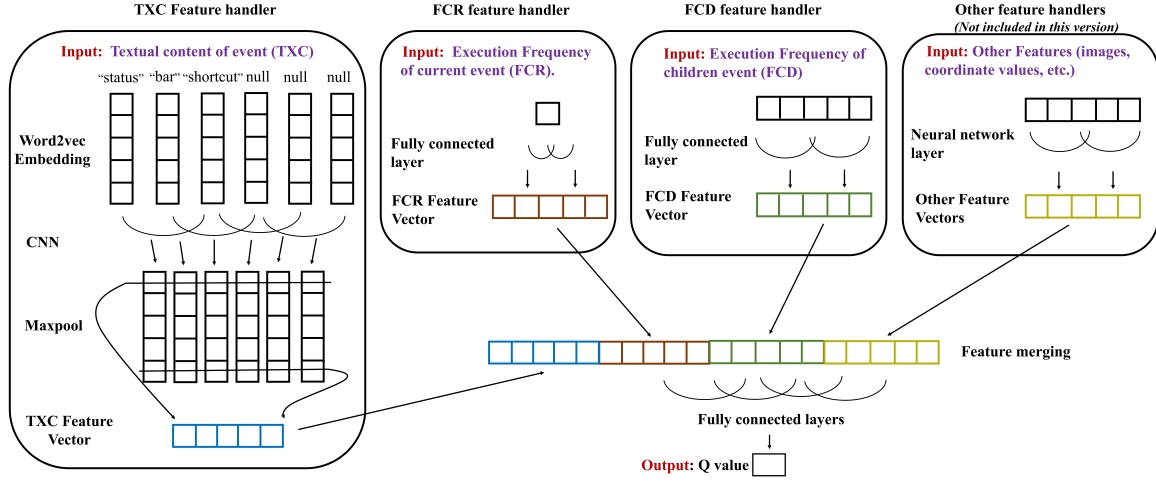 TXC Feature handler
Input: Textual content of event (TXC)
“status” “bar” “shortcut” null null null
Word2vec
Embedding
CNN
Maxpool
TXC Feature
Vector
FCR feature handler
Input: Execution Frequency
of current event (FCR).
Fully connected
layer
FCR Feature
Vector
FCD feature handler
Input: Execution Frequency of
children event (FCD)
Fully connected
layer
FCD Feature
Vector
Other feature handlers
(Not included in this version)
Input: Other Features (images,
coordinate values, etc.)
Neural network
layer
Other Feature
Vectors
Feature merging
Fully connected layers
Output: Q value